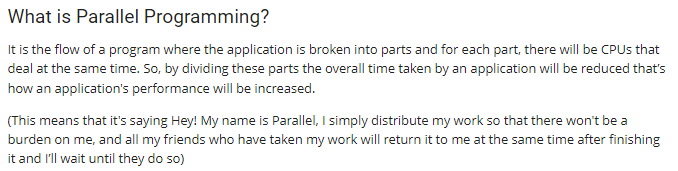 What is Parallel Programming?
It is the flow of a program where the application is broken into parts and for each part, there will be CPUs that
deal at the same time. So, by dividing these parts the overall time taken by an application will be reduced that's
how an application's performance will be increased.
(This means that it's saying Hey! My name is Parallel, I simply distribute my work so that there won't be a
burden on me, and all my friends who have taken my work will return it to me at the same time after finishing
it and I'll wait until they do so)